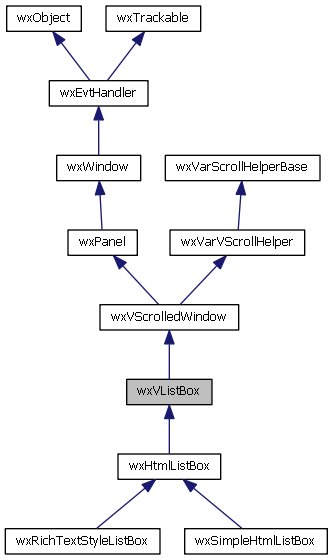 wxObject
wxTrackable
wxEvtHandler
wxWindow
wxVarScrollHelperBase
wxPanel
wxVarVScrollHelper
wxVScrolledWindow
wxVListBox
wxHtmlListBox
wxRichTextStyleListBox
wxSimpleHtmlListBox